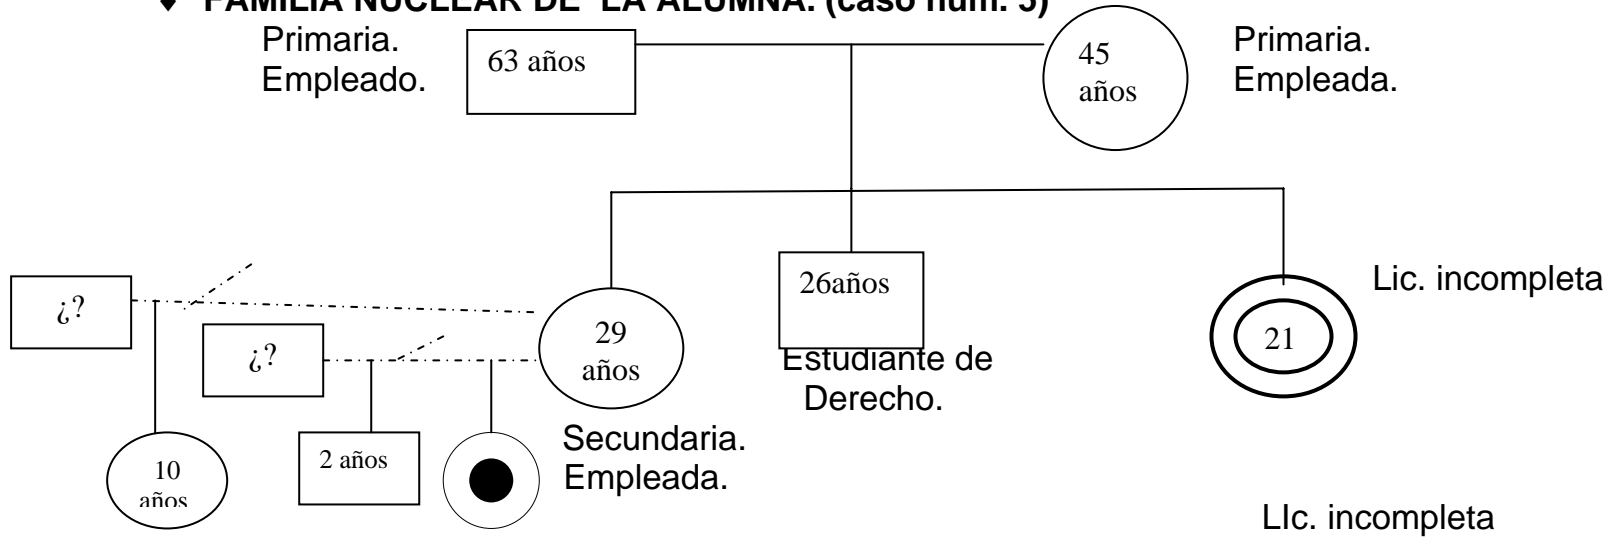 ♦ FAMILIA NUCLEAR DE LA ALUMNA. (caso núm. 5)
Primaria.
Empleado.
63 años
45
años
Primaria.
Empleada.
¿?
¿?
29
años
26años
21
Lic. incompleta
Estudiante de
Derecho.
10
años
2 años
Secundaria.
Empleada.
LIc. incompleta